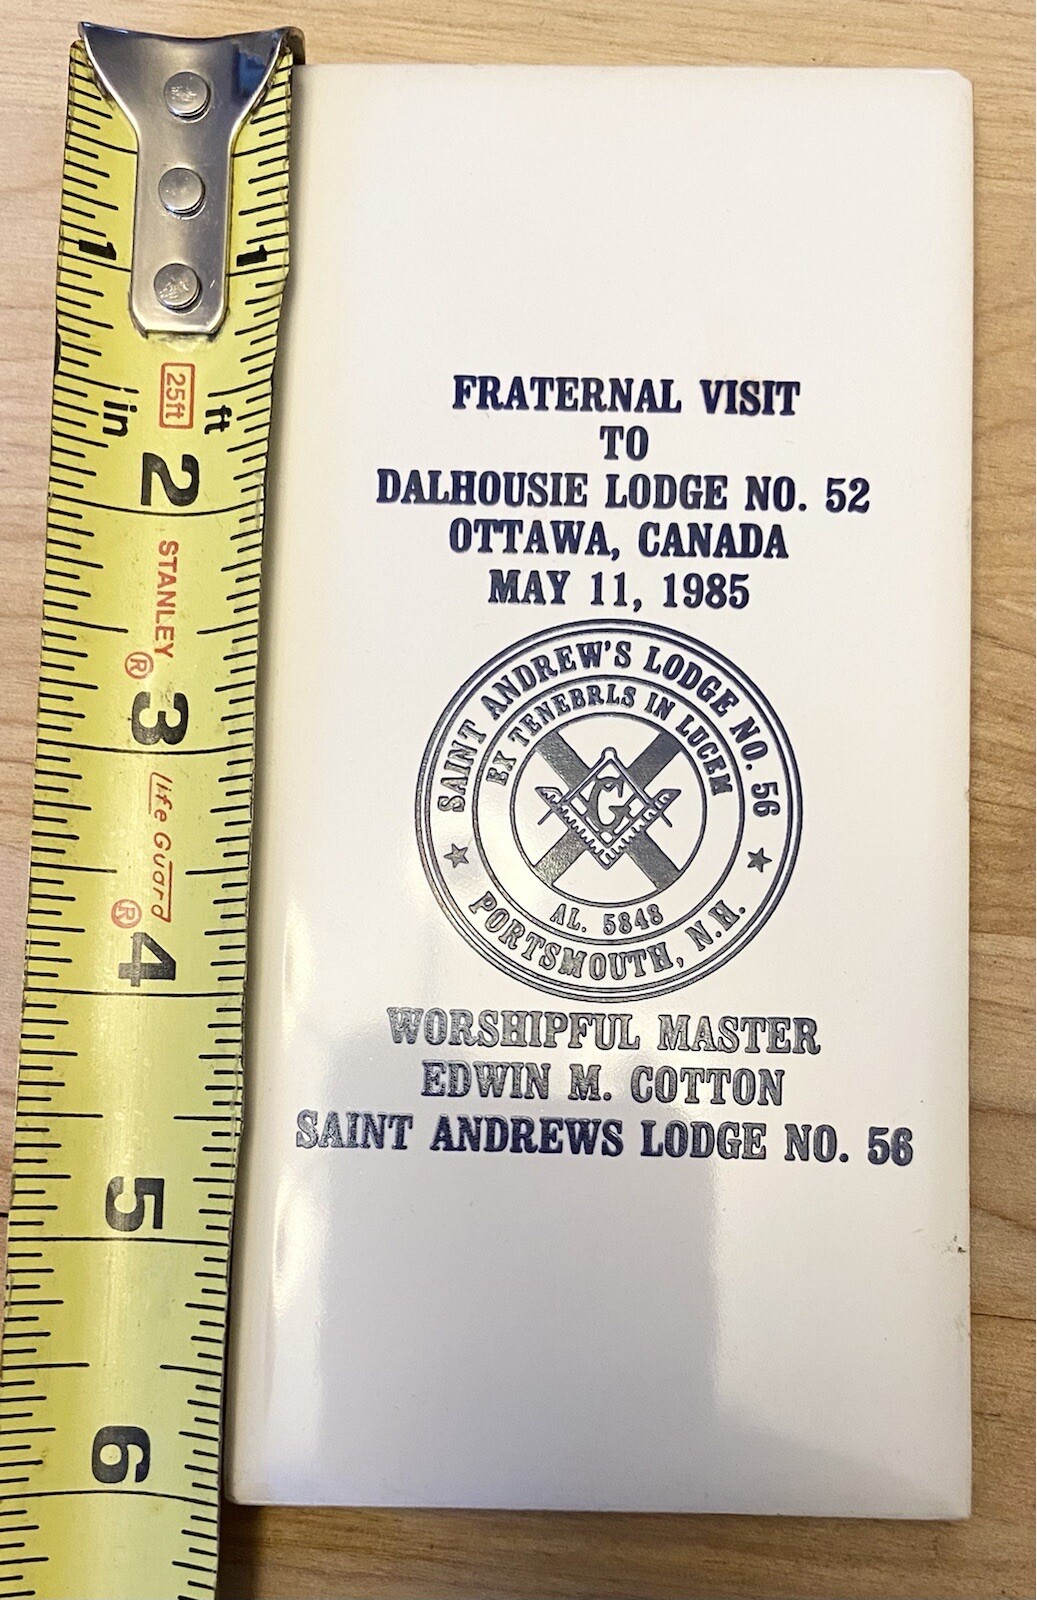 1 1
in ft
25ft
2
STANLEY®
3
life Guard®
4
5
6
FRATERNAL VISIT
TO
DALHOUSIE LODGE NO. 52
OTTAWA, CANADA
MAY 11, 1985
SAINT ANDREW'S LODGE NO. 56
EX TENEBRLS IN LUCEM
G
AL. 5848
PORTSMOUTH, N.H.
WORSHIPFUL MASTER
EDWIN M. COTTON
SAINT ANDREWS LODGE NO. 56